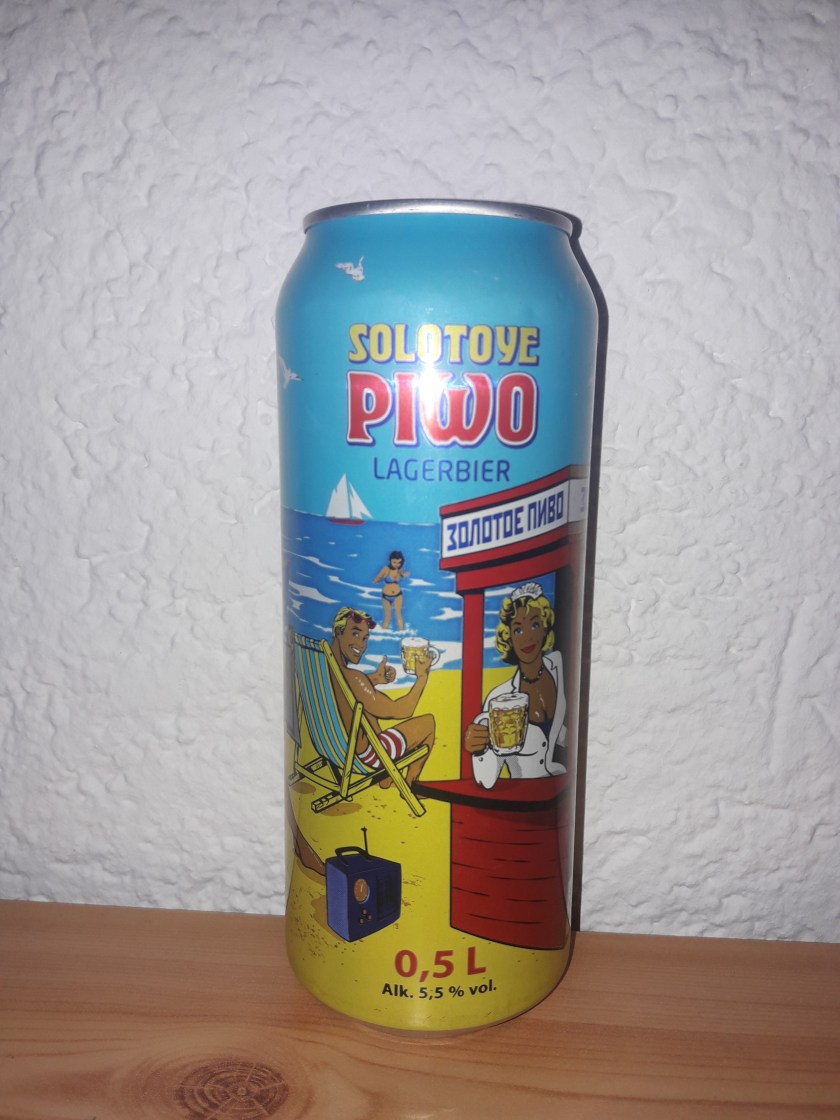 SOLOTOYE
PIWO
LAGERBIER
ЗОЛОТОЕ ПИВО
0,5 L
Alk. 5,5 % vol.